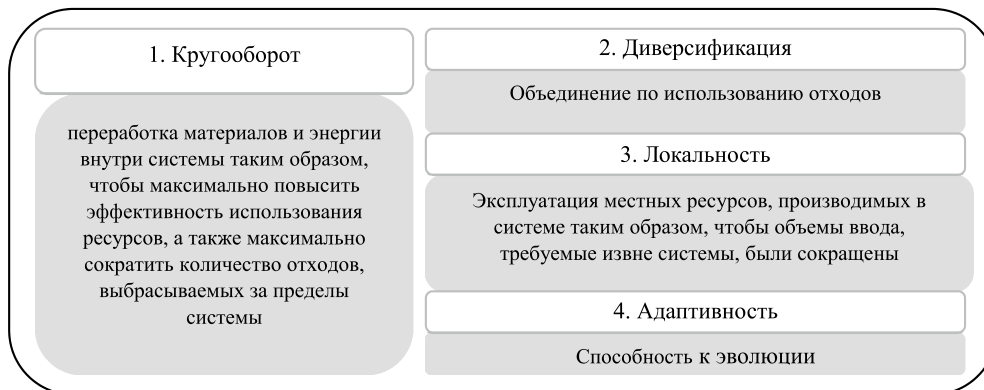 1. Кругооборот
переработка материалов и энергии
внутри системы таким образом,
чтобы максимально повысить
эффективность использования
ресурсов, а также максимально
сократить количество отходов,
выбрасываемых за пределы
системы
2. Диверсификация
Объединение по использованию отходов
3. Локальность
Эксплуатация местных ресурсов, производимых в
системе таким образом, чтобы объемы ввода,
требуемые извне системы, были сокращены
4. Адаптивность
Способность к эволюции